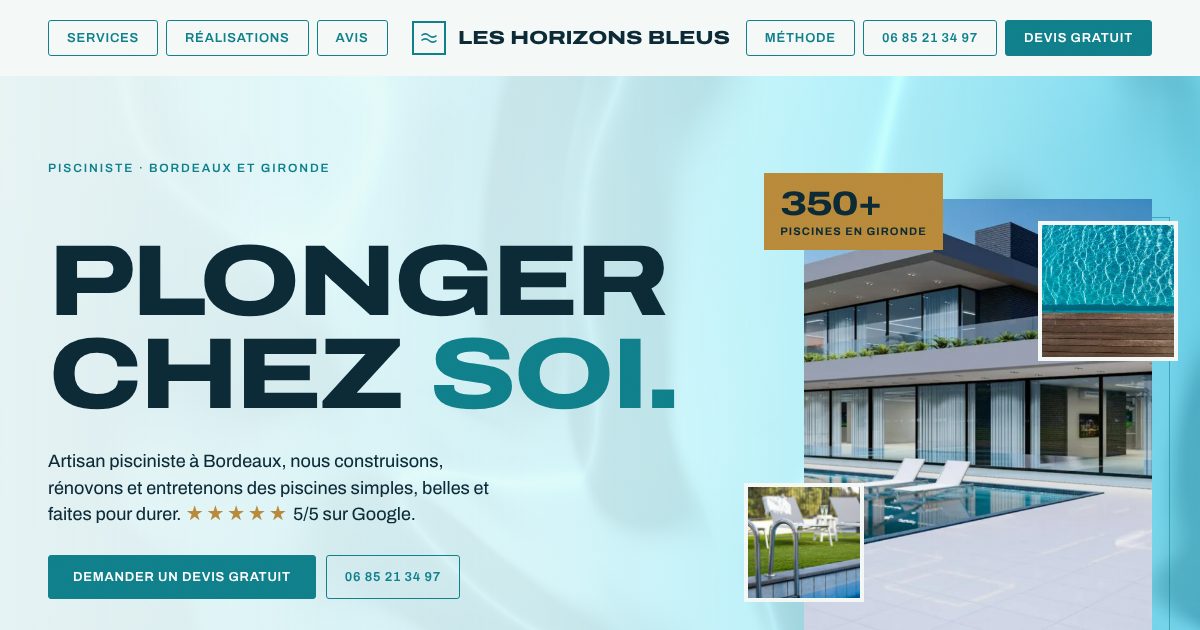 SERVICES
RÉALISATIONS
AVIS
LES HORIZONS BLEUS
MÉTHODE
06 85 21 34 97
DEVIS GRATUIT
PISCINISTE · BORDEAUX ET GIRONDE
350+
PISCINES EN GIRONDE
PLONGER
CHEZ SOI.
Artisan pisciniste à Bordeaux, nous construisons,
rénovons et entretenons des piscines simples, belles et
faites pour durer. ★★★★★ 5/5 sur Google.
DEMANDER UN DEVIS GRATUIT
06 85 21 34 97